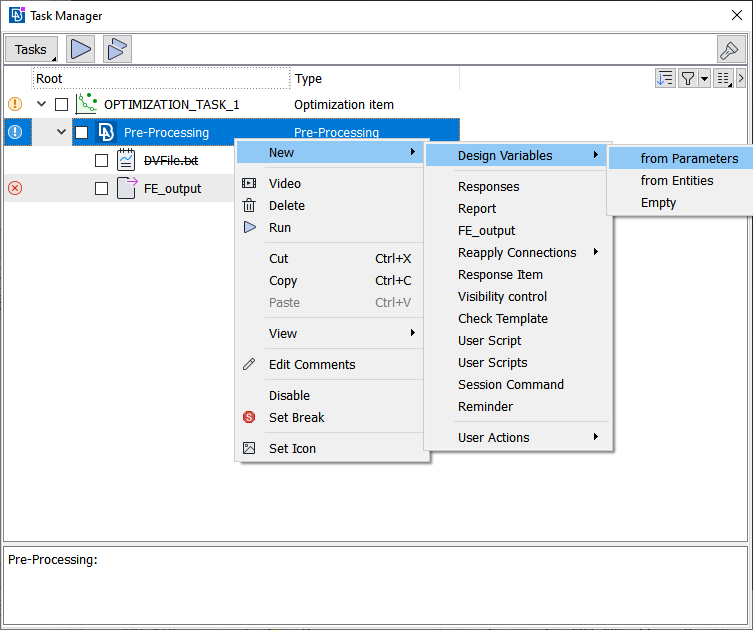 Task Manager
Tasks
Root Type
OPTIMIZATION_TASK_1 Optimization item
Pre-Processing Pre-Processing
DVFile.txt
FE_output
New
Video
Delete
Run
Cut Ctrl+X
Copy Ctrl+C
Paste Ctrl+V
View
Edit Comments
Disable
Set Break
Set Icon
Design Variables
Responses
Report
FE_output
Reapply Connections
Response Item
Visibility control
Check Template
User Script
User Scripts
Session Command
Reminder
User Actions
from Parameters
from Entities
Empty
Pre-Processing: